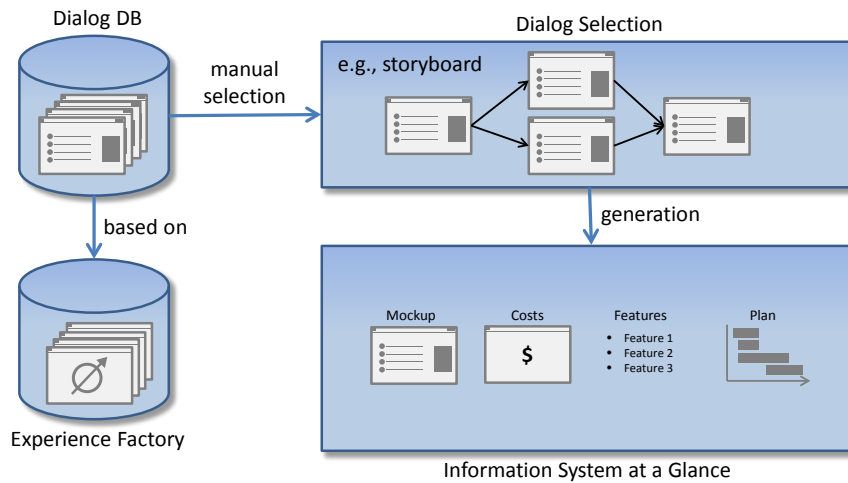 Dialog DB
Dialog Selection
manual
selection
e.g., storyboard
based on
generation
Mockup
Costs
Features
Plan
$
• Feature 1
• Feature 2
• Feature 3
Experience Factory
Information System at a Glance